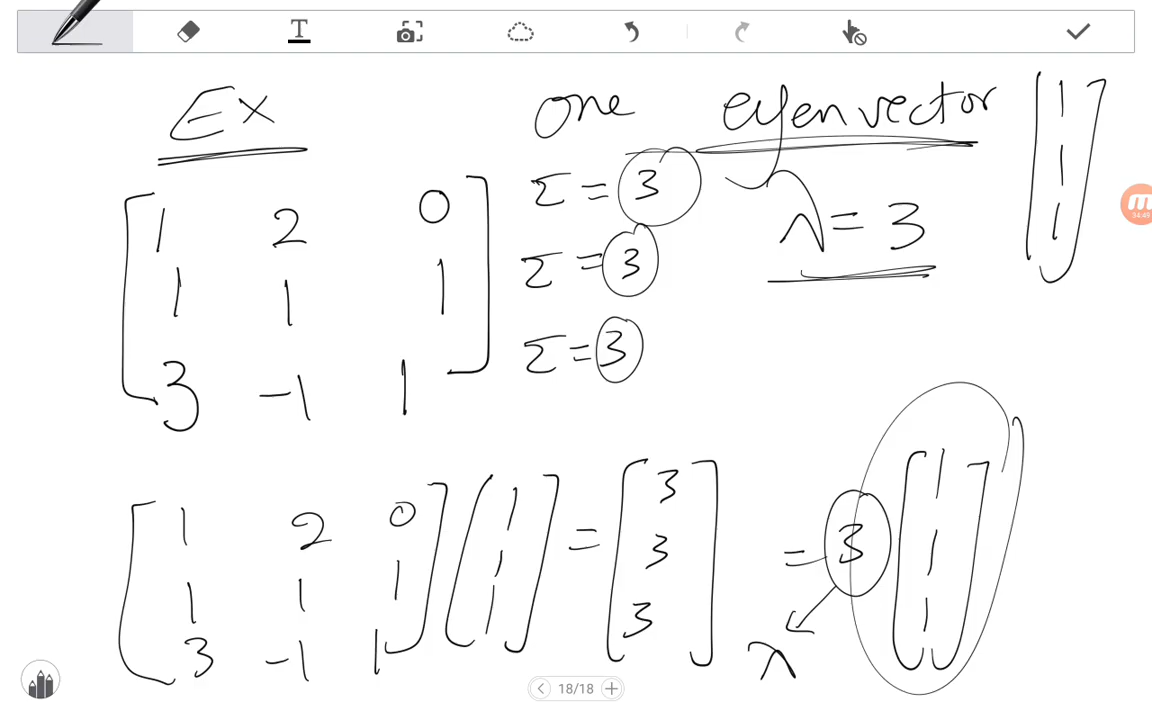 Ex one eigenvector [1
1
1]
[1 2 0 Σ = 3
λ = 3
1 1 1 Σ = 3
3 -1 1] Σ = 3
[1 2 0 [1 [3 [1
1 1 1 1 = 3 = 3 1
3 -1 1] 1] 3] 1]
λ
T
14:49
18/18